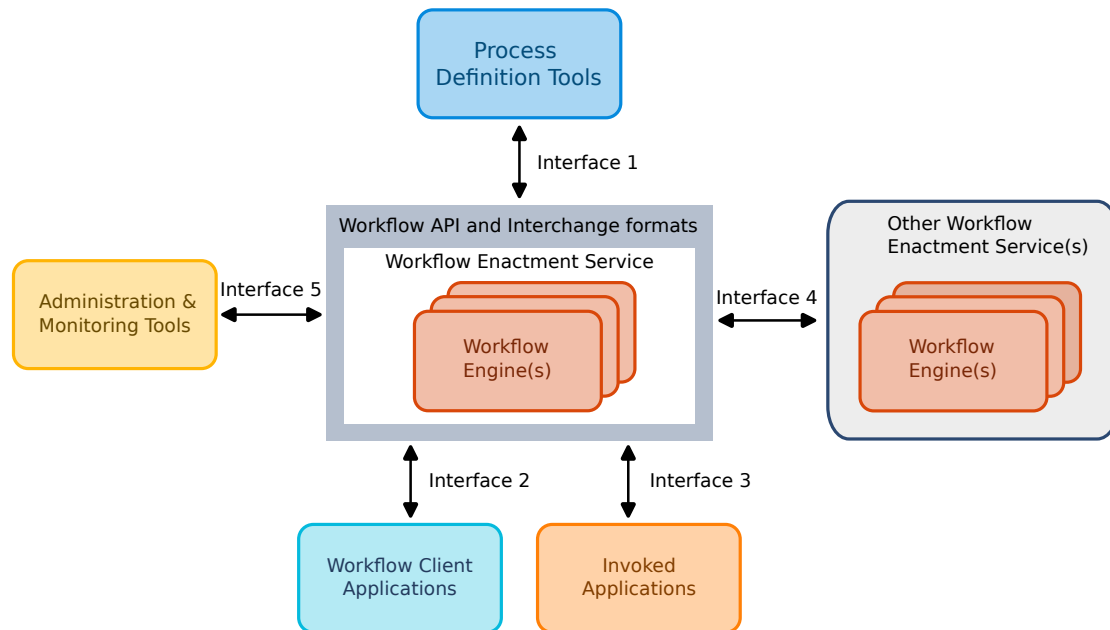 Process
Definition Tools
Interface 1
Workflow API and Interchange formats
Workflow Enactment Service
Workflow
Engine(s)
Administration &
Monitoring Tools
Interface 5
Interface 4
Other Workflow
Enactment Service(s)
Workflow
Engine(s)
Interface 2
Interface 3
Workflow Client
Applications
Invoked
Applications